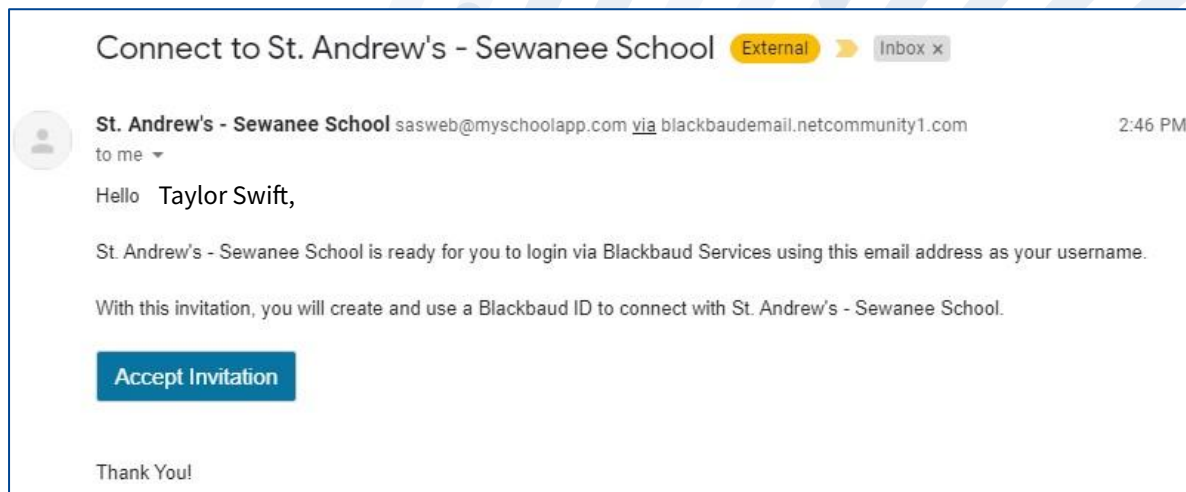 Connect to St. Andrew's - Sewanee School External Inbox x
St. Andrew's - Sewanee School sasweb@myschoolapp.com via blackbaudemail.netcommunity1.com 2:46 PM
to me
Hello Taylor Swift,
St. Andrew's - Sewanee School is ready for you to login via Blackbaud Services using this email address as your username.
With this invitation, you will create and use a Blackbaud ID to connect with St. Andrew's - Sewanee School.
Accept Invitation
Thank You!